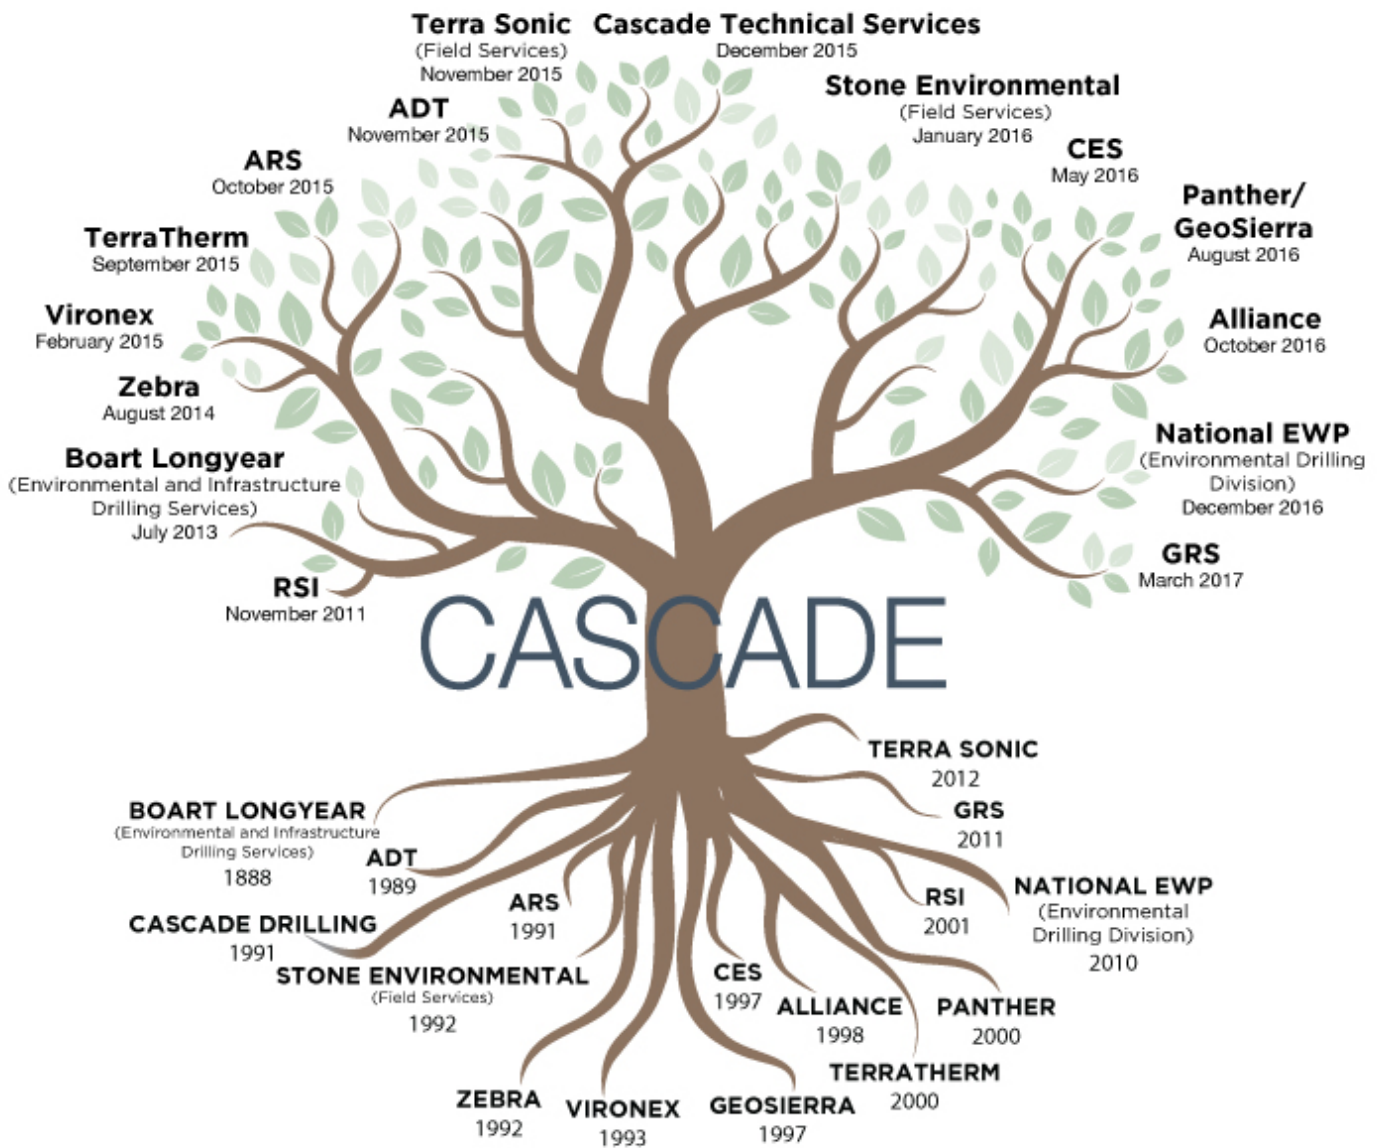 Terra Sonic
(Field Services)
November 2015
Cascade Technical Services
December 2015
Stone Environmental
(Field Services)
January 2016
ADT
November 2015
CES
May 2016
ARS
October 2015
Panther/
GeoSierra
August 2016
TerraTherm
September 2015
Vironex
February 2015
Alliance
October 2016
Zebra
August 2014
National EWP
(Environmental Drilling
Division)
December 2016
Boart Longyear
(Environmental and Infrastructure
Drilling Services)
July 2013
GRS
March 2017
RSI
November 2011
CASCADE
TERRA SONIC
2012
BOART LONGYEAR
(Environmental and Infrastructure
Drilling Services)
1888
GRS
2011
ADT
1989
NATIONAL EWP
(Environmental
Drilling Division)
2010
ARS
1991
RSI
2001
CASCADE DRILLING
1991
STONE ENVIRONMENTAL
(Field Services)
1992
CES
1997
ALLIANCE
1998
PANTHER
2000
TERRATHERM
2000
ZEBRA
1992
VIRONEX
1993
GEOSIERRA
1997